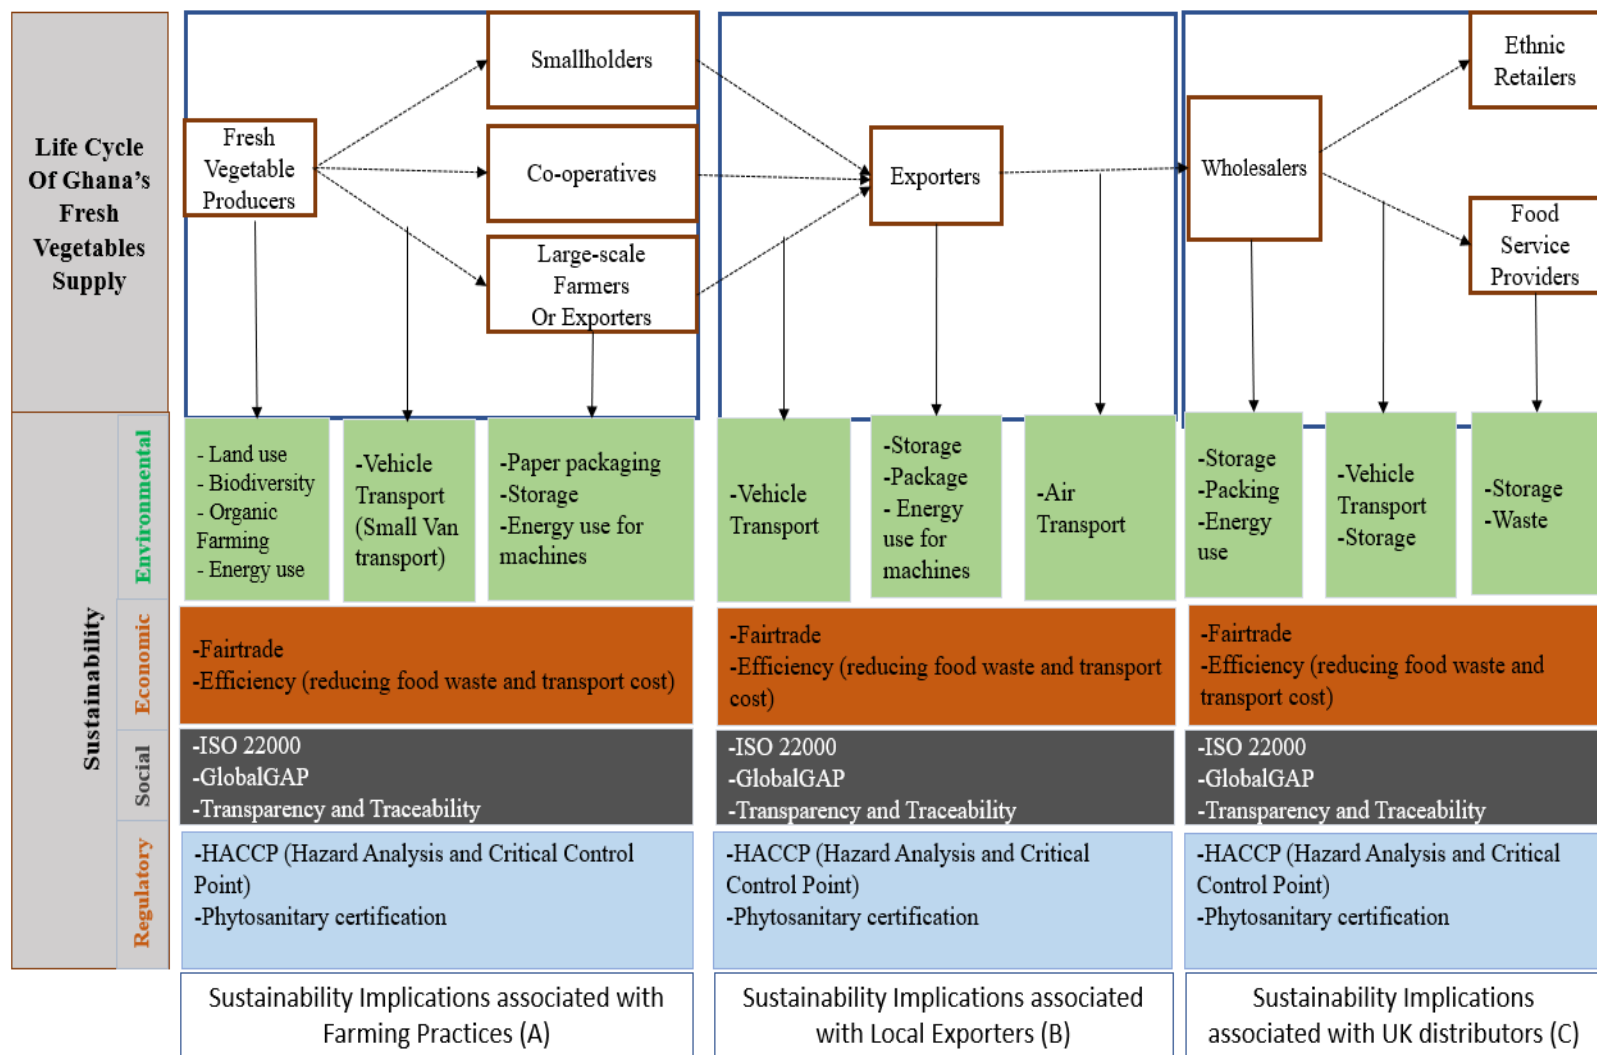 Life Cycle
Of Ghana's
Fresh
Vegetables
Supply
Fresh
Vegetable
Producers
Smallholders
Co-operatives
Large-scale
Farmers
Or Exporters
Exporters
Wholesalers
Ethnic
Retailers
Food
Service
Providers
Sustainability
Environmental
- Land use
- Biodiversity
- Organic
Farming
- Energy use
-Vehicle
Transport
(Small Van
transport)
-Paper packaging
-Storage
-Energy use for
machines
-Vehicle
Transport
-Storage
-Package
- Energy
use for
machines
-Air
Transport
-Storage
-Packing
-Energy
use
-Vehicle
Transport
-Storage
-Storage
-Waste
Economic
-Fairtrade
-Efficiency (reducing food waste and transport cost)
-Fairtrade
-Efficiency (reducing food waste and transport
cost)
-Fairtrade
-Efficiency (reducing food waste and
transport cost)
Social
-ISO 22000
-GlobalGAP
-Transparency and Traceability
-ISO 22000
-GlobalGAP
-Transparency and Traceability
-ISO 22000
-GlobalGAP
-Transparency and Traceability
Regulatory
-HACCP (Hazard Analysis and Critical Control
Point)
-Phytosanitary certification
-HACCP (Hazard Analysis and Critical
Control Point)
-Phytosanitary certification
-HACCP (Hazard Analysis and Critical
Control Point)
-Phytosanitary certification
Sustainability Implications associated with
Farming Practices (A)
Sustainability Implications associated
with Local Exporters (B)
Sustainability Implications
associated with UK distributors (C)